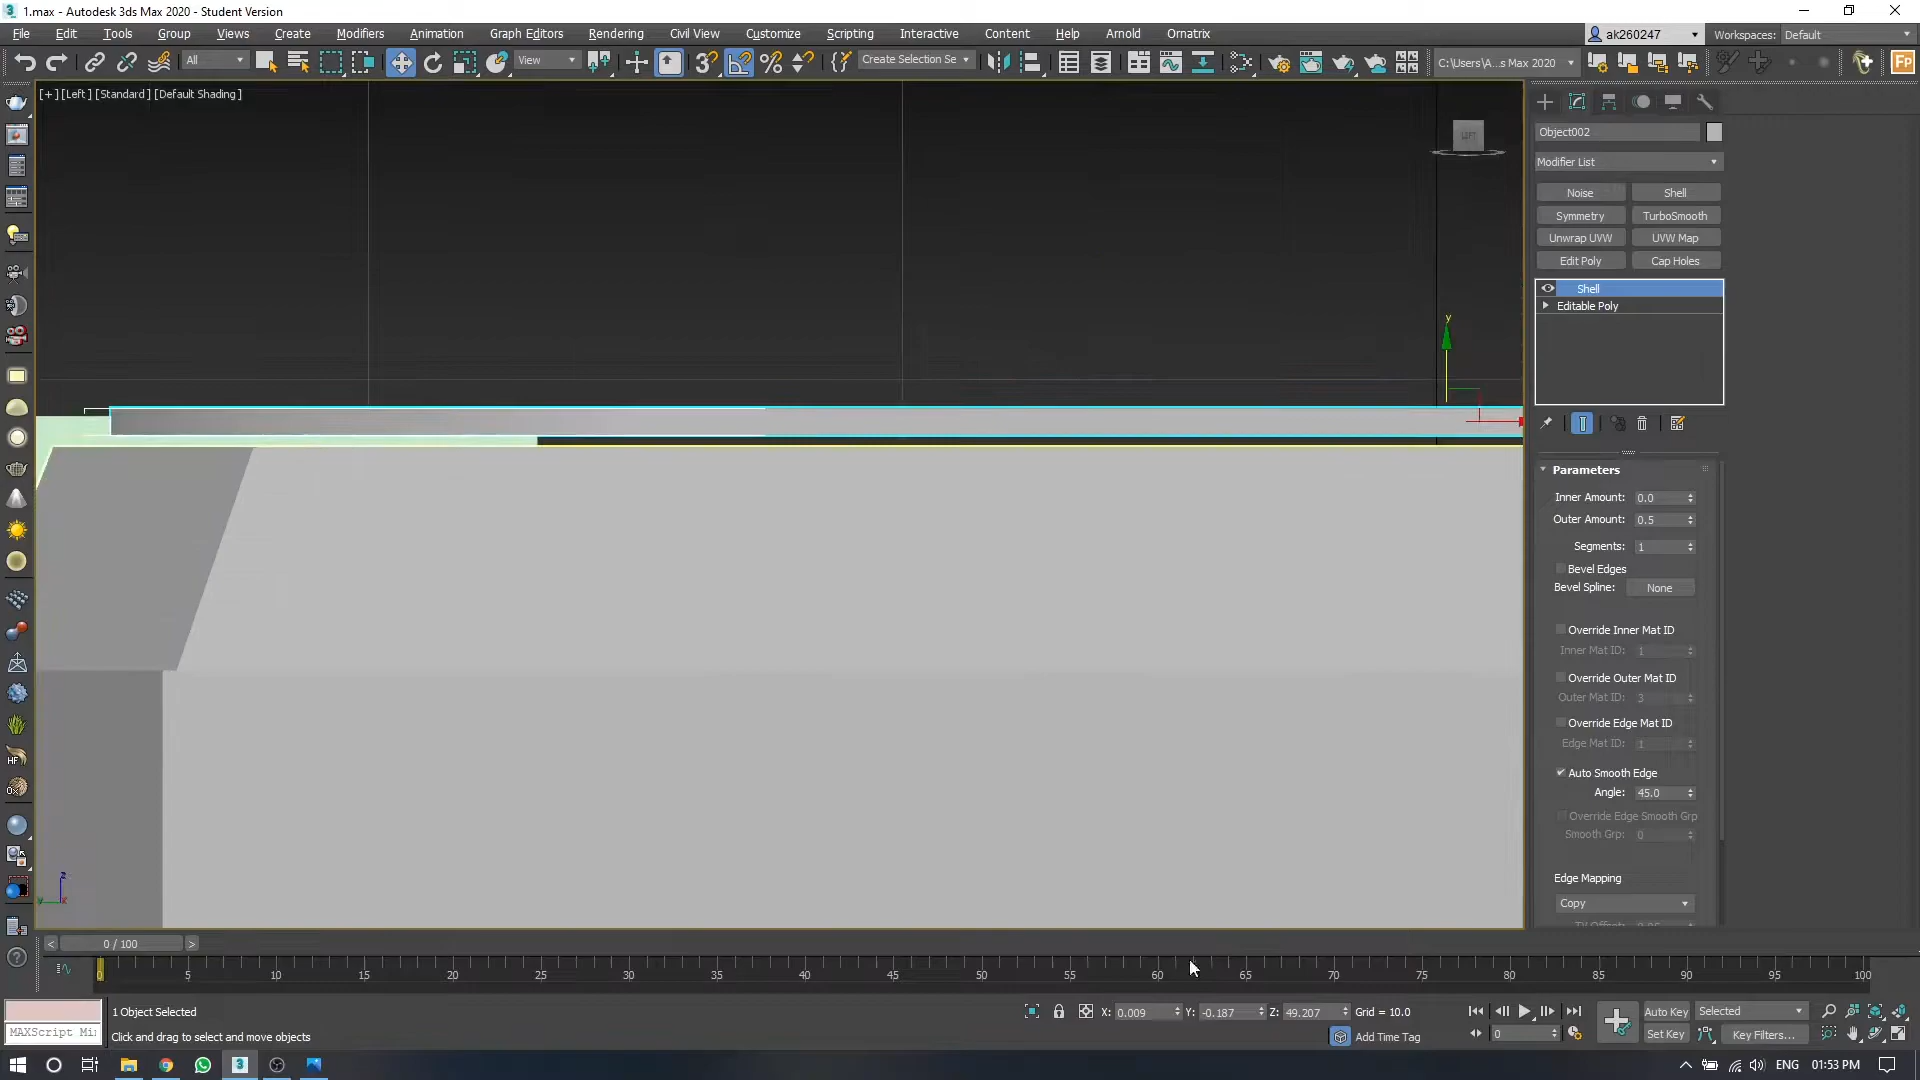 1.max - Autodesk 3ds Max 2020 - Student Version
File Edit Tools Group Views Create Modifiers Animation Graph Editors Rendering Civil View Customize Scripting Interactive Content Help Arnold Ornatrix ak260247 Workspaces: Default
All View Create Selection Se C:\Users\A...s Max 2020
[+] [Left] [Standard] [Default Shading]
LEFT
Object002
Modifier List
Noise Shell
Symmetry TurboSmooth
Unwrap UVW UVW Map
Edit Poly Cap Holes
Shell
Editable Poly
y
Parameters
Inner Amount: 0.0
Outer Amount: 0.5
Segments: 1
Bevel Edges
Bevel Spline: None
Override Inner Mat ID
Inner Mat ID: 1
Override Outer Mat ID
Outer Mat ID: 3
Override Edge Mat ID
Edge Mat ID: 1
Auto Smooth Edge
Angle: 45.0
Override Edge Smooth Grp
Smooth Grp: 0
Edge Mapping
Copy
z
< 0 / 100 >
0 5 10 15 20 25 30 35 40 45 50 55 60 65 70 75 80 85 90 95 100
1 Object Selected X: 0.009 Y: -0.187 Z: 49.207 Grid = 10.0 Auto Key Selected
MAXScript Mi Click and drag to select and move objects Add Time Tag 0 Set Key Key Filters...
ENG 01:53 PM